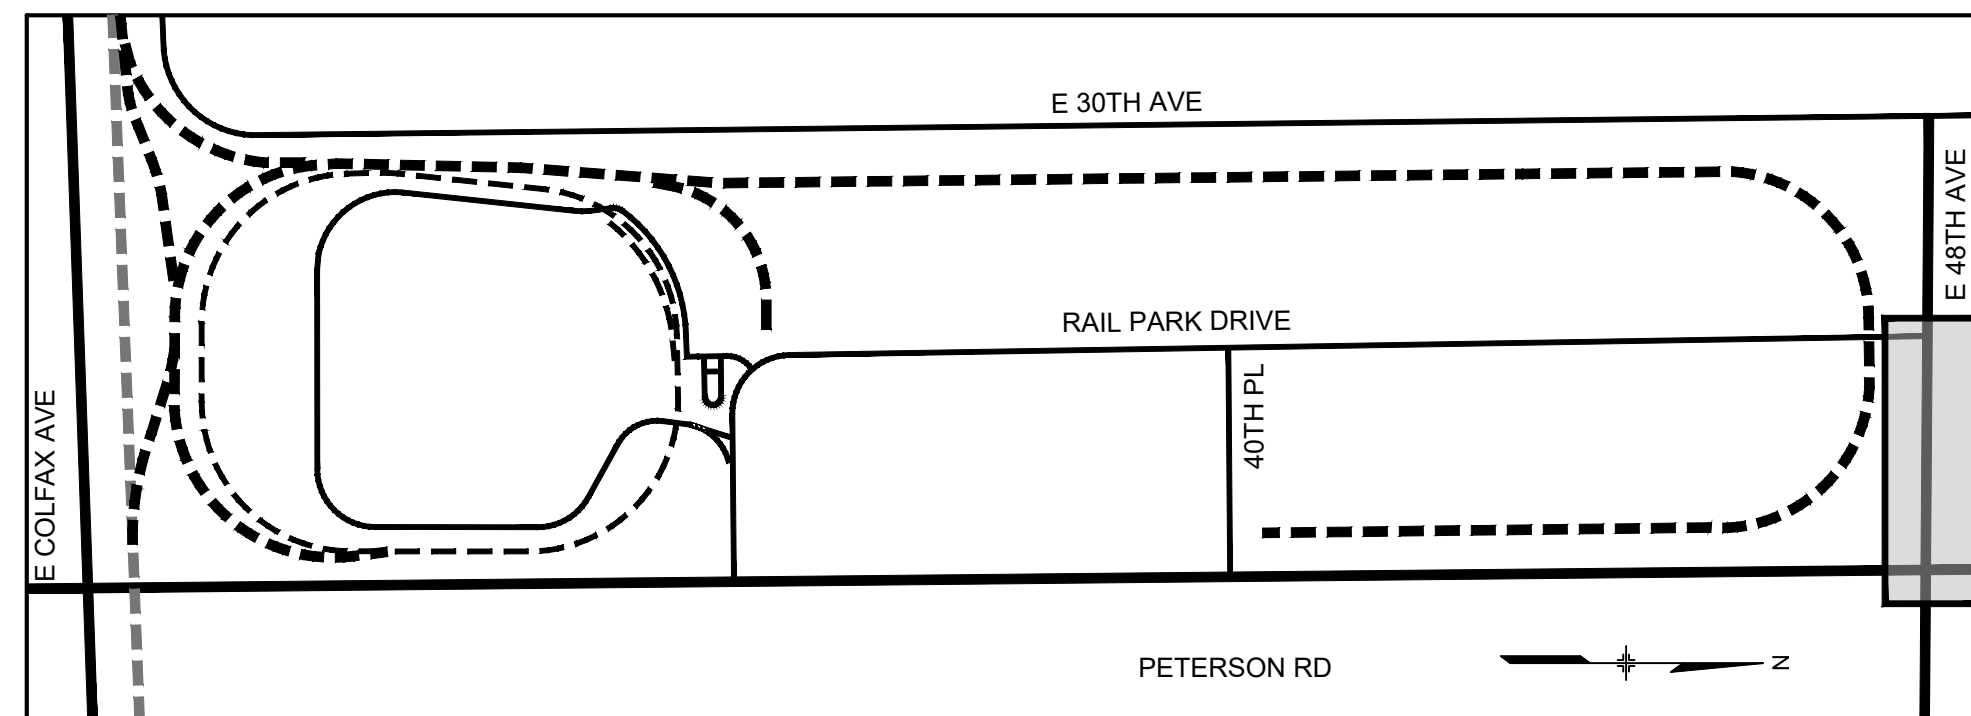 E 30TH AVE
E 48TH AVE
RAIL PARK DRIVE
40TH PL
E COLFAX AVE
PETERSON RD
N